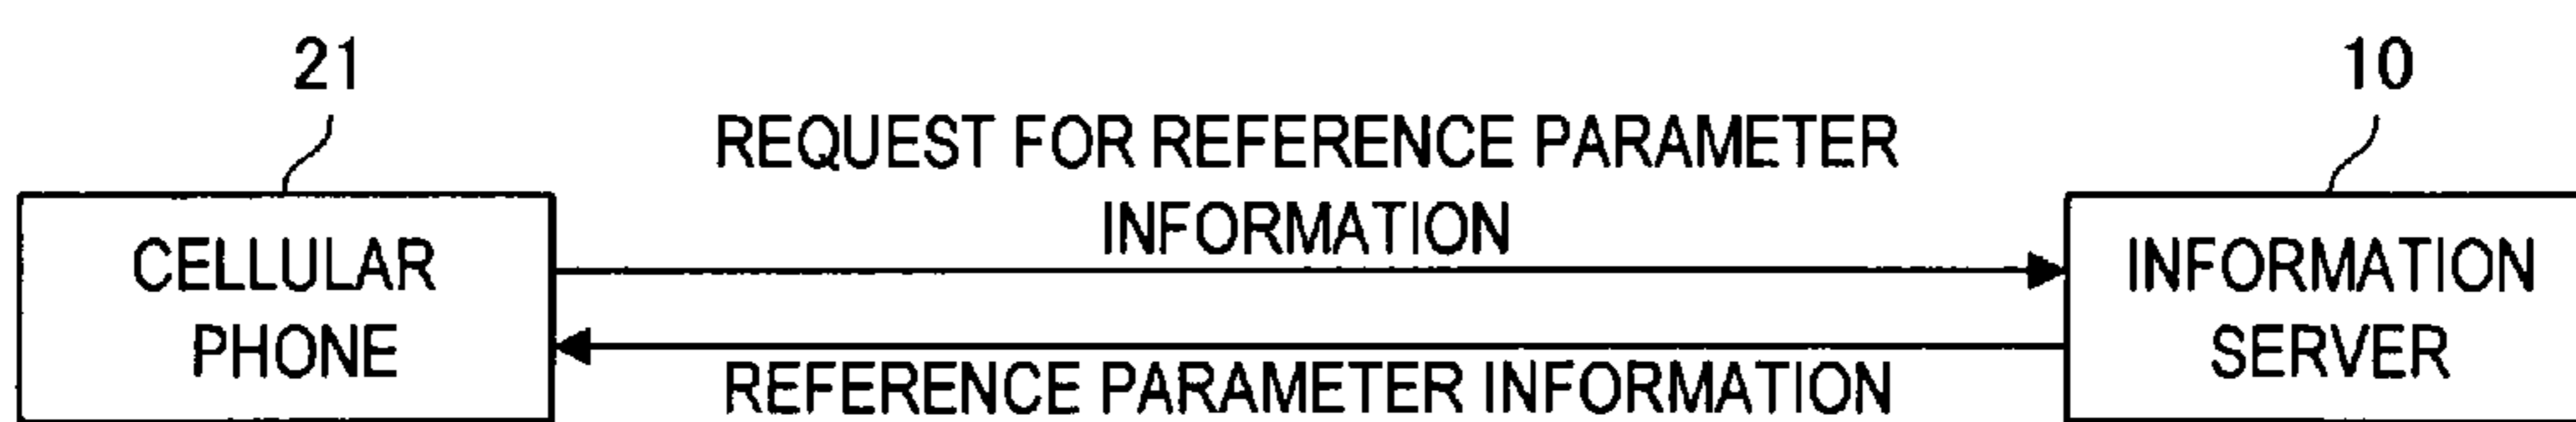 21
10
REQUEST FOR REFERENCE PARAMETER
INFORMATION
CELLULAR
PHONE
INFORMATION
SERVER
REFERENCE PARAMETER INFORMATION